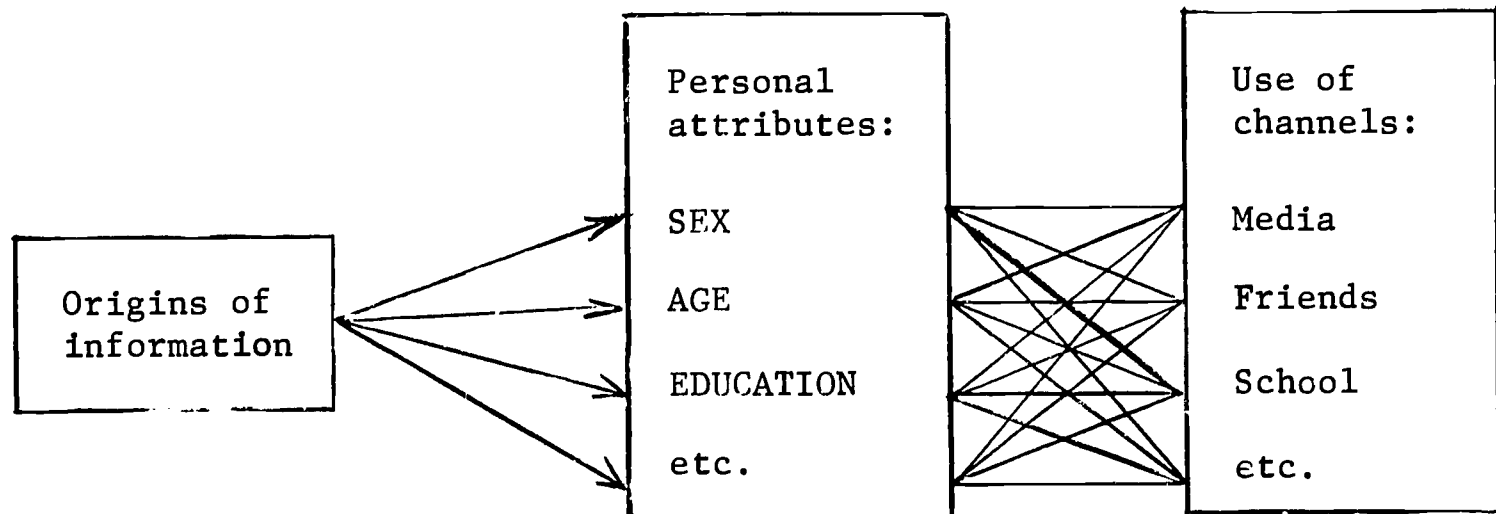 Origins of
information
Personal
attributes:
SEX
AGE
EDUCATION
etc.
Use of
channels:
Media
Friends
School
etc.